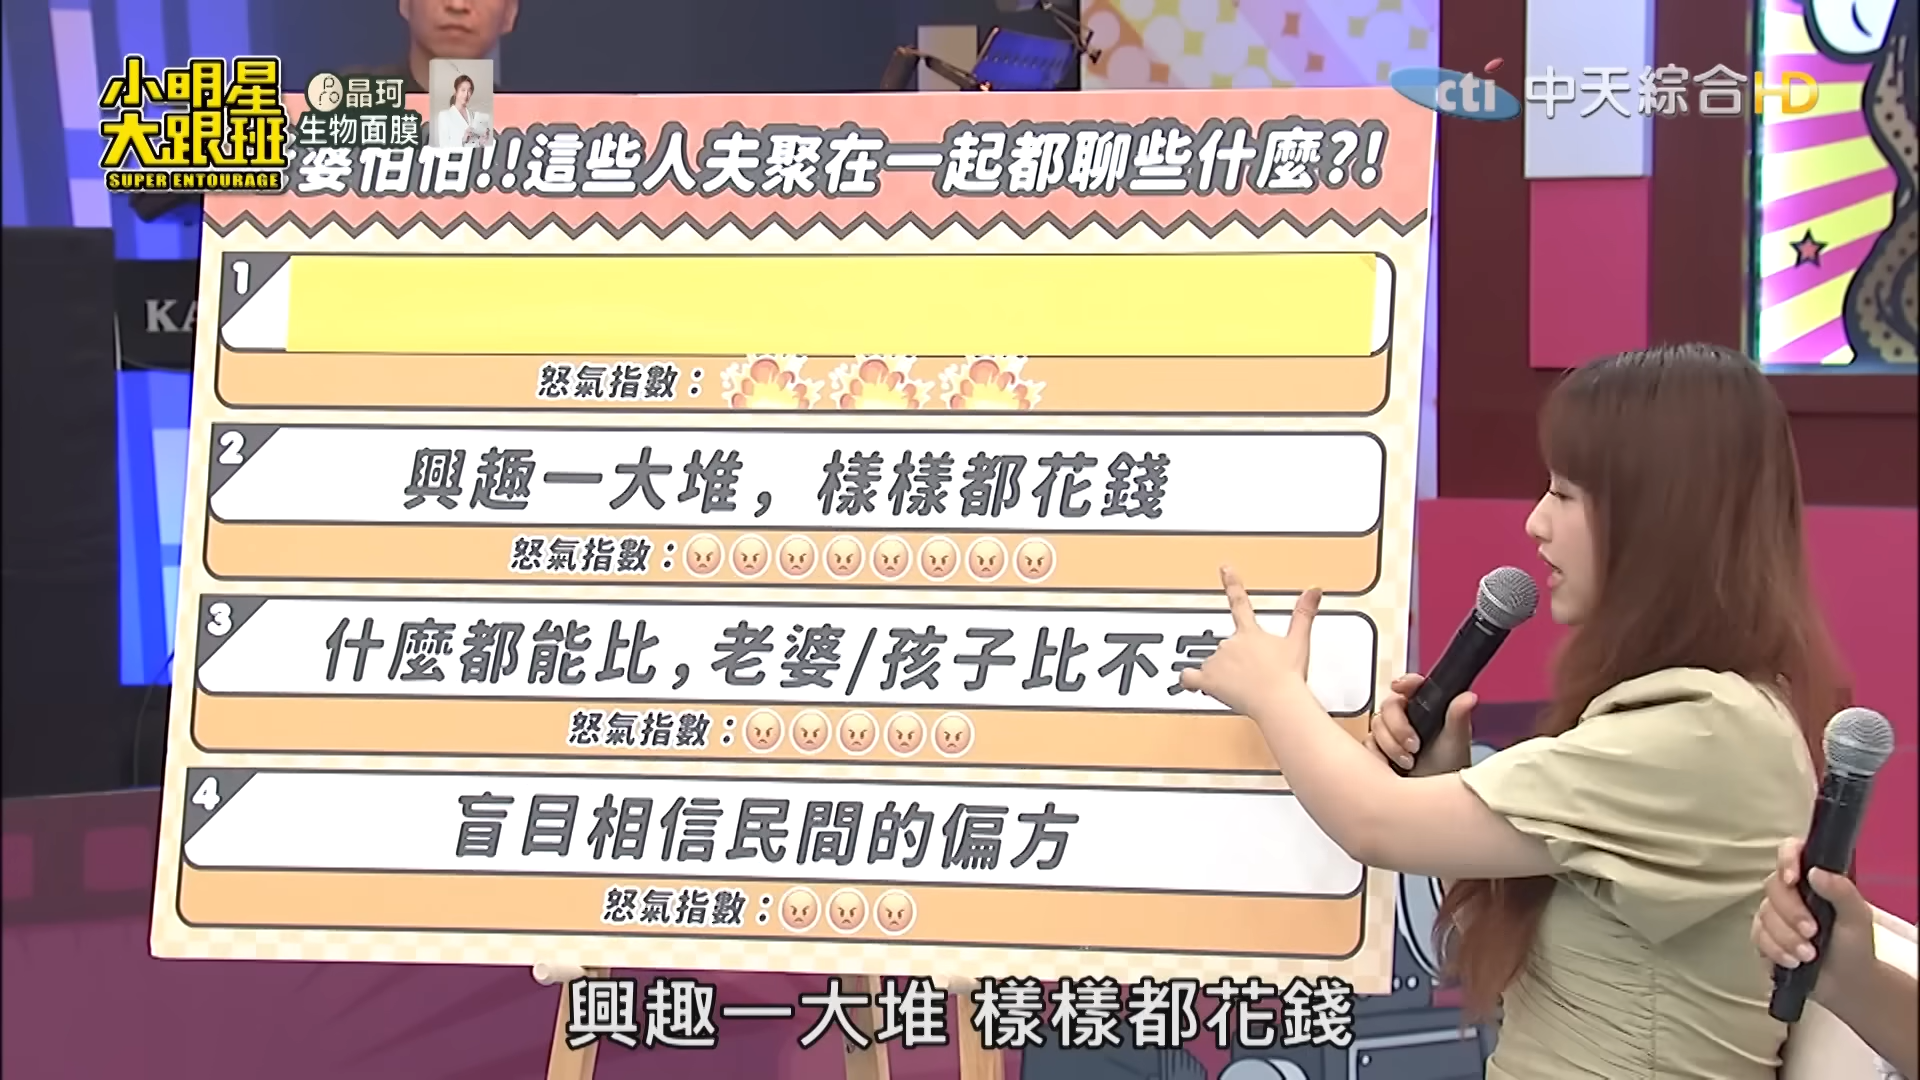 小明星
大跟班
SUPER ENTOURAGE
晶珂
生物面膜
cti 中天綜合HD
婆怕怕!!這些人夫聚在一起都聊些什麼?!
1
怒氣指數：
2
興趣一大堆，樣樣都花錢
怒氣指數：
3
什麼都能比，老婆/孩子比不完
怒氣指數：
4
盲目相信民間的偏方
怒氣指數：
KA
興趣一大堆 樣樣都花錢